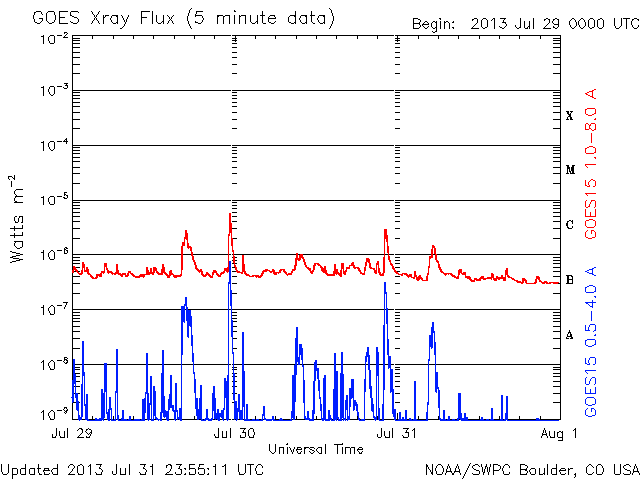 GOES Xray Flux (5 minute data)
Begin: 2013 Jul 29 0000 UTC
10⁻²
10⁻³
10⁻⁴
10⁻⁵
10⁻⁶
10⁻⁷
10⁻⁸
10⁻⁹
Watts m⁻²
X
M
C
B
A
GOES15 1.0-8.0 A
GOES15 0.5-4.0 A
Jul 29
Jul 30
Jul 31
Aug 1
Universal Time
Updated 2013 Jul 31 23:55:11 UTC
NOAA/SWPC Boulder, CO USA